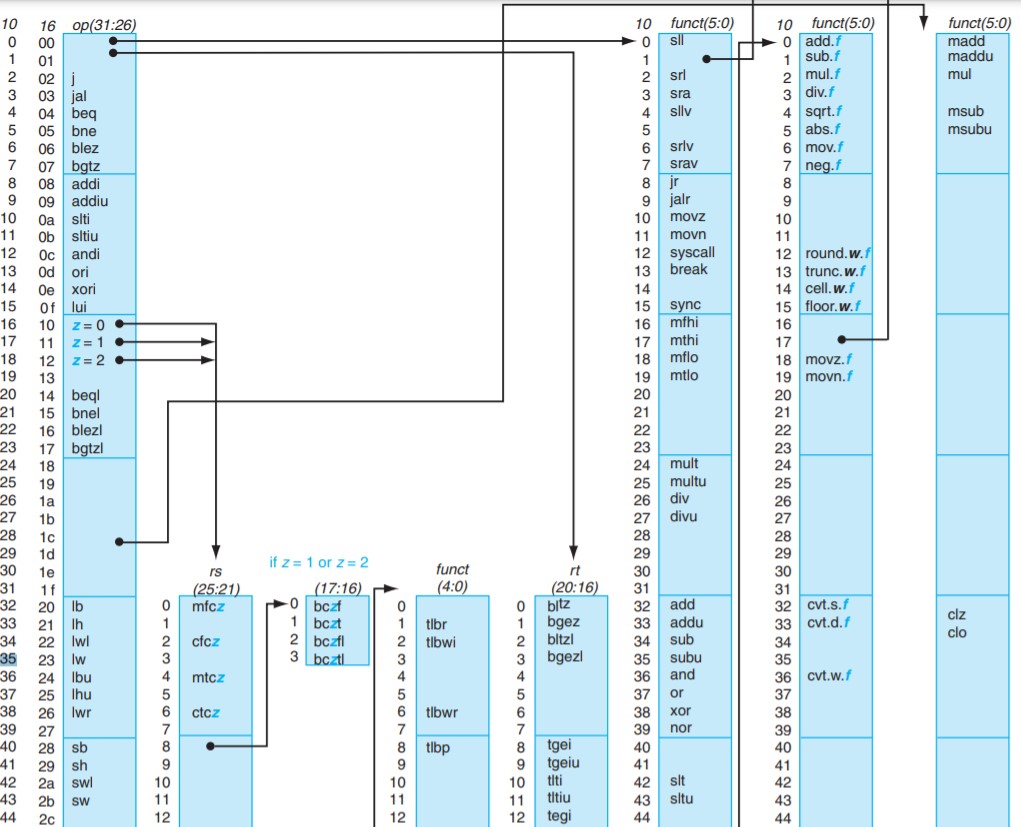 10 16 op(31:26) 10 funct(5:0) 10 funct(5:0) funct(5:0)
0 00 0 sll 0 add.f madd
1 01 1 1 sub.f maddu
2 02 j 2 srl 2 mul.f mul
3 03 jal 3 sra 3 div.f
4 04 beq 4 sllv 4 sqrt.f msub
5 05 bne 5 5 abs.f msubu
6 06 blez 6 srlv 6 mov.f
7 07 bgtz 7 srav 7 neg.f
8 08 addi 8 jr 8
9 09 addiu 9 jalr 9
10 0a slti 10 movz 10
11 0b sltiu 11 movn 11
12 0c andi 12 syscall 12 round.w.f
13 0d ori 13 break 13 trunc.w.f
14 0e xori 14 14 cell.w.f
15 0f lui 15 sync 15 floor.w.f
16 10 z = 0 16 mfhi 16
17 11 z = 1 17 mthi 17
18 12 z = 2 18 mflo 18 movz.f
19 13 19 mtlo 19 movn.f
20 14 beql 20 20
21 15 bnel 21 21
22 16 blezl 22 22
23 17 bgtzl 23 23
24 18 24 mult 24
25 19 25 multu 25
26 1a 26 div 26
27 1b 27 divu 27
28 1c 28 28
29 1d if z = 1 or z = 2 29 29
30 1e rs funct rt 30 30
31 1f (25:21) (17:16) (4:0) (20:16) 31 31
32 20 lb 0 mfcz 0 bczf 0 0 bltz 32 add 32 cvt.s.f clz
33 21 lh 1 1 bczt 1 tlbr 1 bgez 33 addu 33 cvt.d.f clo
34 22 lwl 2 cfcz 2 bczfl 2 tlbwi 2 bltzl 34 sub 34
35 23 lw 3 3 bcztl 3 3 bgezl 35 subu 35
36 24 lbu 4 mtcz 4 4 36 and 36 cvt.w.f
37 25 lhu 5 5 5 37 or 37
38 26 lwr 6 ctcz 6 tlbwr 6 38 xor 38
39 27 7 7 7 39 nor 39
40 28 sb 8 8 tlbp 8 tgei 40 40
41 29 sh 9 9 9 tgeiu 41 41
42 2a swl 10 10 10 tlti 42 slt 42
43 2b sw 11 11 11 tltiu 43 sltu 43
44 2c 12 12 12 tegi 44 44